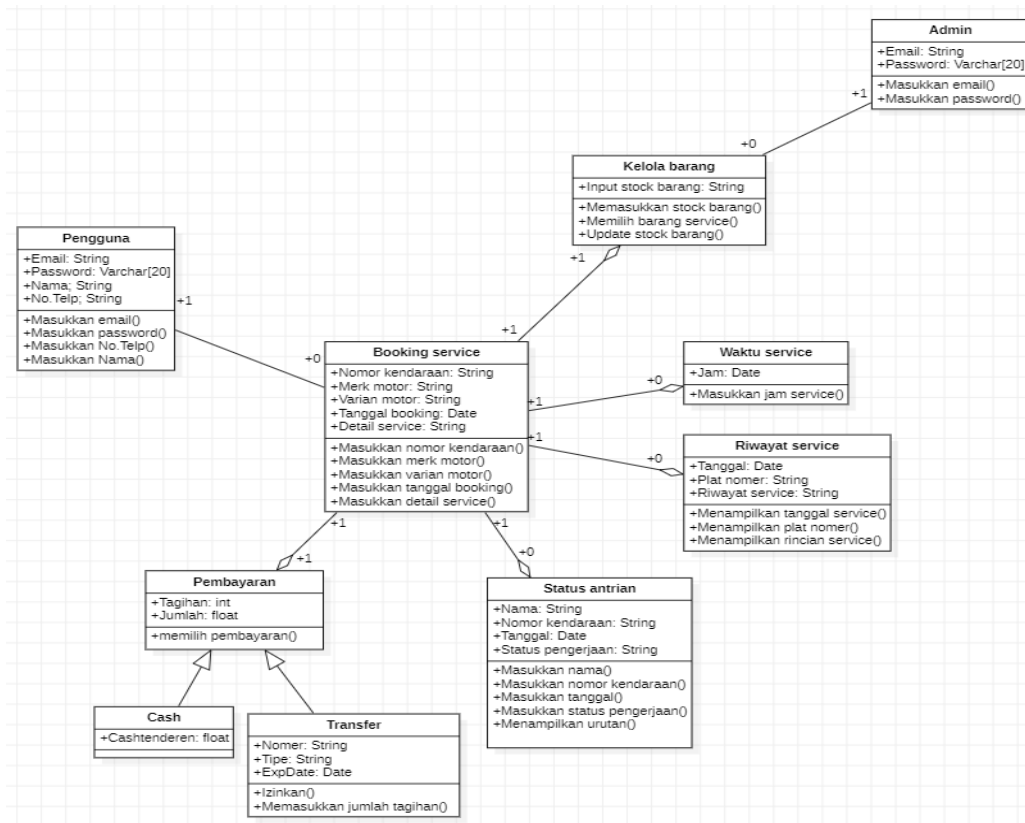 Admin
+Email: String
+Password: Varchar[20]
+Masukkan email()
+Masukkan password()
+1
+0
Kelola barang
+Input stock barang: String
+Memasukkan stock barang()
+Memilih barang service()
+Update stock barang()
+1
+1
Pengguna
+Email: String
+Password: Varchar[20]
+Nama; String
+No.Telp; String
+Masukkan email()
+Masukkan password()
+Masukkan No.Telp()
+Masukkan Nama()
+1
+0
Booking service
+Nomor kendaraan: String
+Merk motor: String
+Varian motor: String
+Tanggal booking: Date
+Detail service: String
+Masukkan nomor kendaraan()
+Masukkan merk motor()
+Masukkan varian motor()
+Masukkan tanggal booking()
+Masukkan detail service()
+1
+0
Waktu service
+Jam: Date
+Masukkan jam service()
+1
+0
Riwayat service
+Tanggal: Date
+Plat nomer: String
+Riwayat service: String
+Menampilkan tanggal service()
+Menampilkan plat nomer()
+Menampilkan rincian service()
+1
+1
Pembayaran
+Tagihan: int
+Jumlah: float
+memilih pembayaran()
+1
+0
Status antrian
+Nama: String
+Nomor kendaraan: String
+Tanggal: Date
+Status pengerjaan: String
+Masukkan nama()
+Masukkan nomor kendaraan()
+Masukkan tanggal()
+Masukkan status pengerjaan()
+Menampilkan urutan()
Cash
+Cashtenderen: float
Transfer
+Nomer: String
+Tipe: String
+ExpDate: Date
+Izinkan()
+Memasukkan jumlah tagihan()